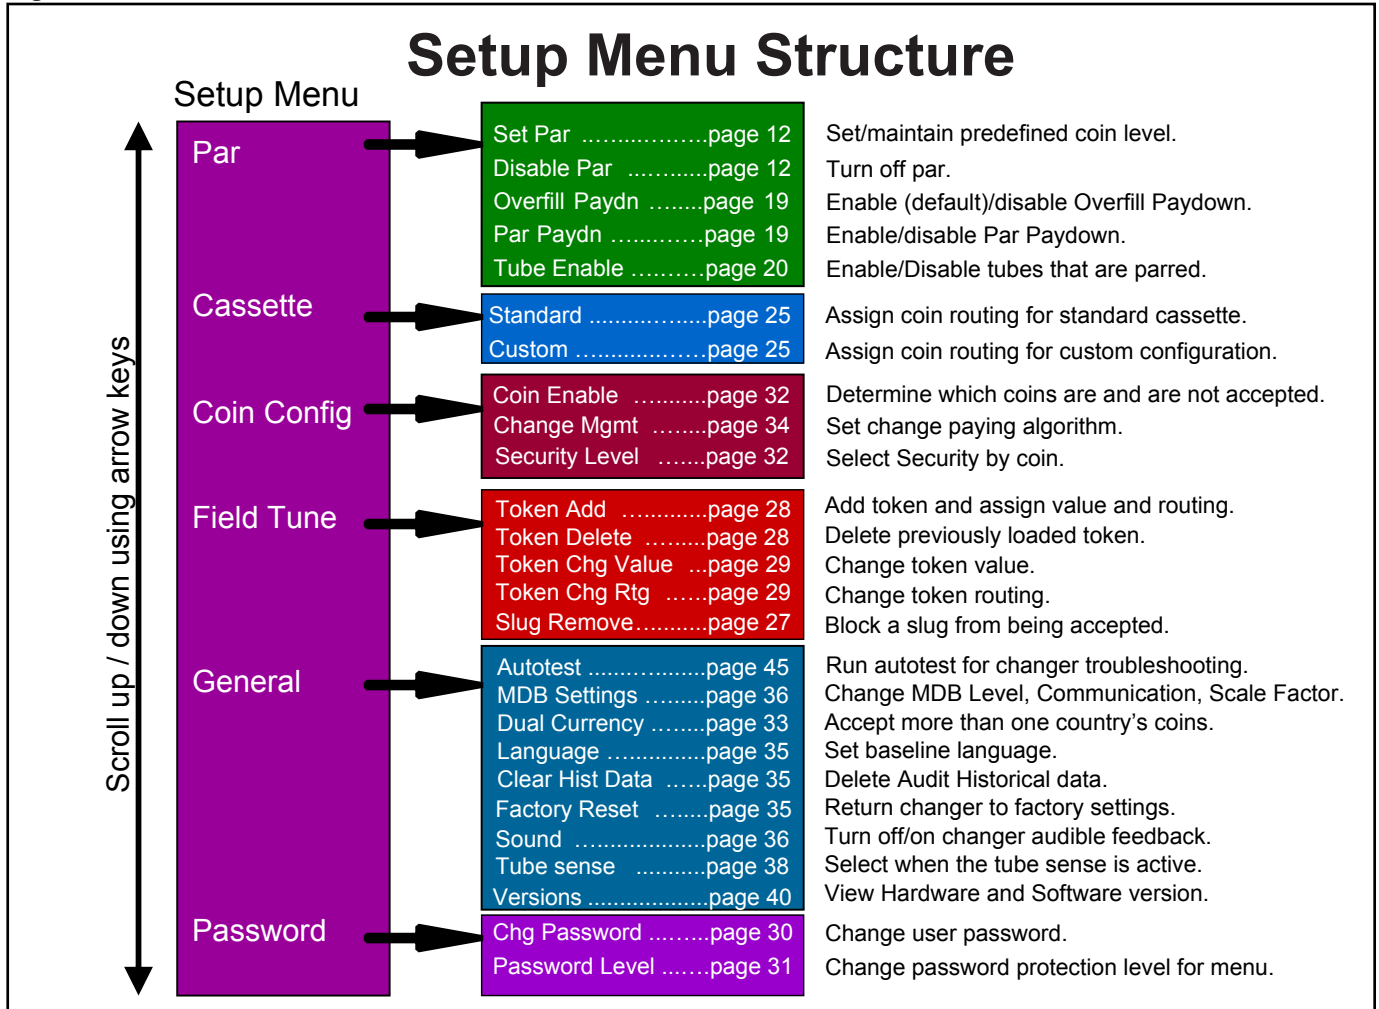 Setup Menu Structure
Setup Menu
Scroll up / down using arrow keys
Par
Set Par ..…....…..…....page 12 Set/maintain predefined coin level.
Disable Par ...…......page 12 Turn off par.
Overfill Paydn ….....page 19 Enable (default)/disable Overfill Paydown.
Par Paydn …....……page 19 Enable/disable Par Paydown.
Tube Enable …..……page 20 Enable/Disable tubes that are parred.
Cassette
Standard ..........…......page 25 Assign coin routing for standard cassette.
Custom …...........……page 25 Assign coin routing for custom configuration.
Coin Config
Coin Enable …........page 32 Determine which coins are and are not accepted.
Change Mgmt …......page 34 Set change paying algorithm.
Security Level …....page 32 Select Security by coin.
Field Tune
Token Add …..........page 28 Add token and assign value and routing.
Token Delete ….......page 28 Delete previously loaded token.
Token Chg Value ...page 29 Change token value.
Token Chg Rtg ...…page 29 Change token routing.
Slug Remove…..........page 27 Block a slug from being accepted.
General
Autotest .......…........page 45 Run autotest for changer troubleshooting.
MDB Settings ….…....page 36 Change MDB Level, Communication, Scale Factor.
Dual Currency ..…....page 33 Accept more than one country’s coins.
Language …..............page 35 Set baseline language.
Clear Hist Data ...…page 35 Delete Audit Historical data.
Factory Reset ….....page 35 Return changer to factory settings.
Sound …...................page 36 Turn off/on changer audible feedback.
Tube sense ...........page 38 Select when the tube sense is active.
Versions ....................page 40 View Hardware and Software version.
Password
Chg Password ...…....page 30 Change user password.
Password Level ...….page 31 Change password protection level for menu.